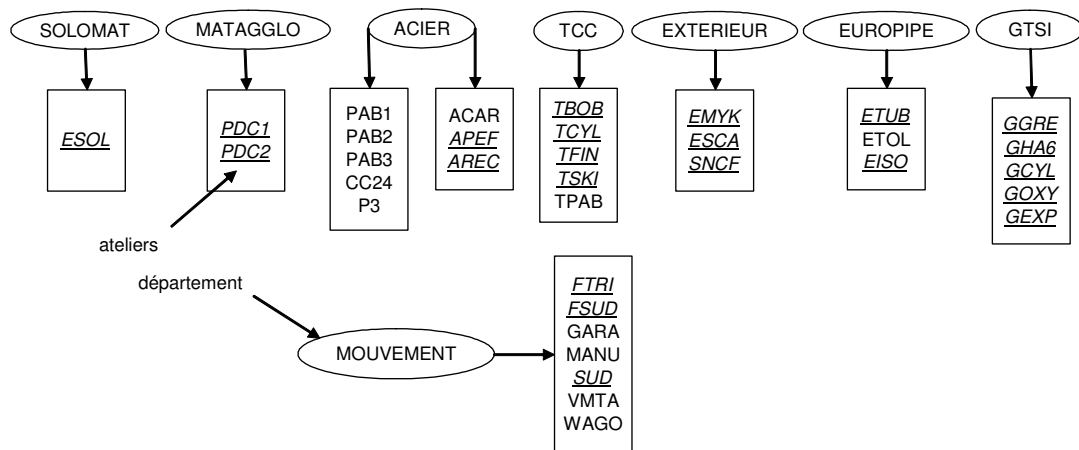 SOLOMAT
MATAGGLO
ACIER
TCC
EXTERIEUR
EUROPIPE
GTSI
ESOL
PDC1
PDC2
PAB1
PAB2
PAB3
CC24
P3
ACAR
APEF
AREC
TBOB
TCYL
TFIN
TSKI
TPAB
EMYK
ESCA
SNCF
ETUB
ETOL
EISO
GGRE
GHA6
GCYL
GOXY
GEXP
ateliers
département
MOUVEMENT
FTRI
FSUD
GARA
MANU
SUD
VMTA
WAGO